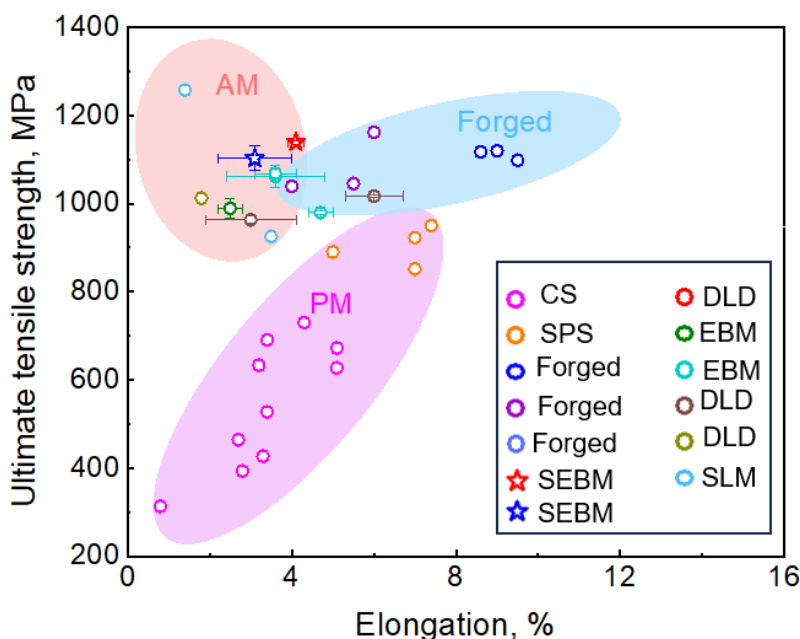 1400
1200
1000
800
600
400
200
0
4
8
12
16
Ultimate tensile strength, MPa
Elongation, %
AM
Forged
PM
CS
SPS
Forged
Forged
Forged
SEBM
SEBM
DLD
EBM
EBM
DLD
DLD
SLM